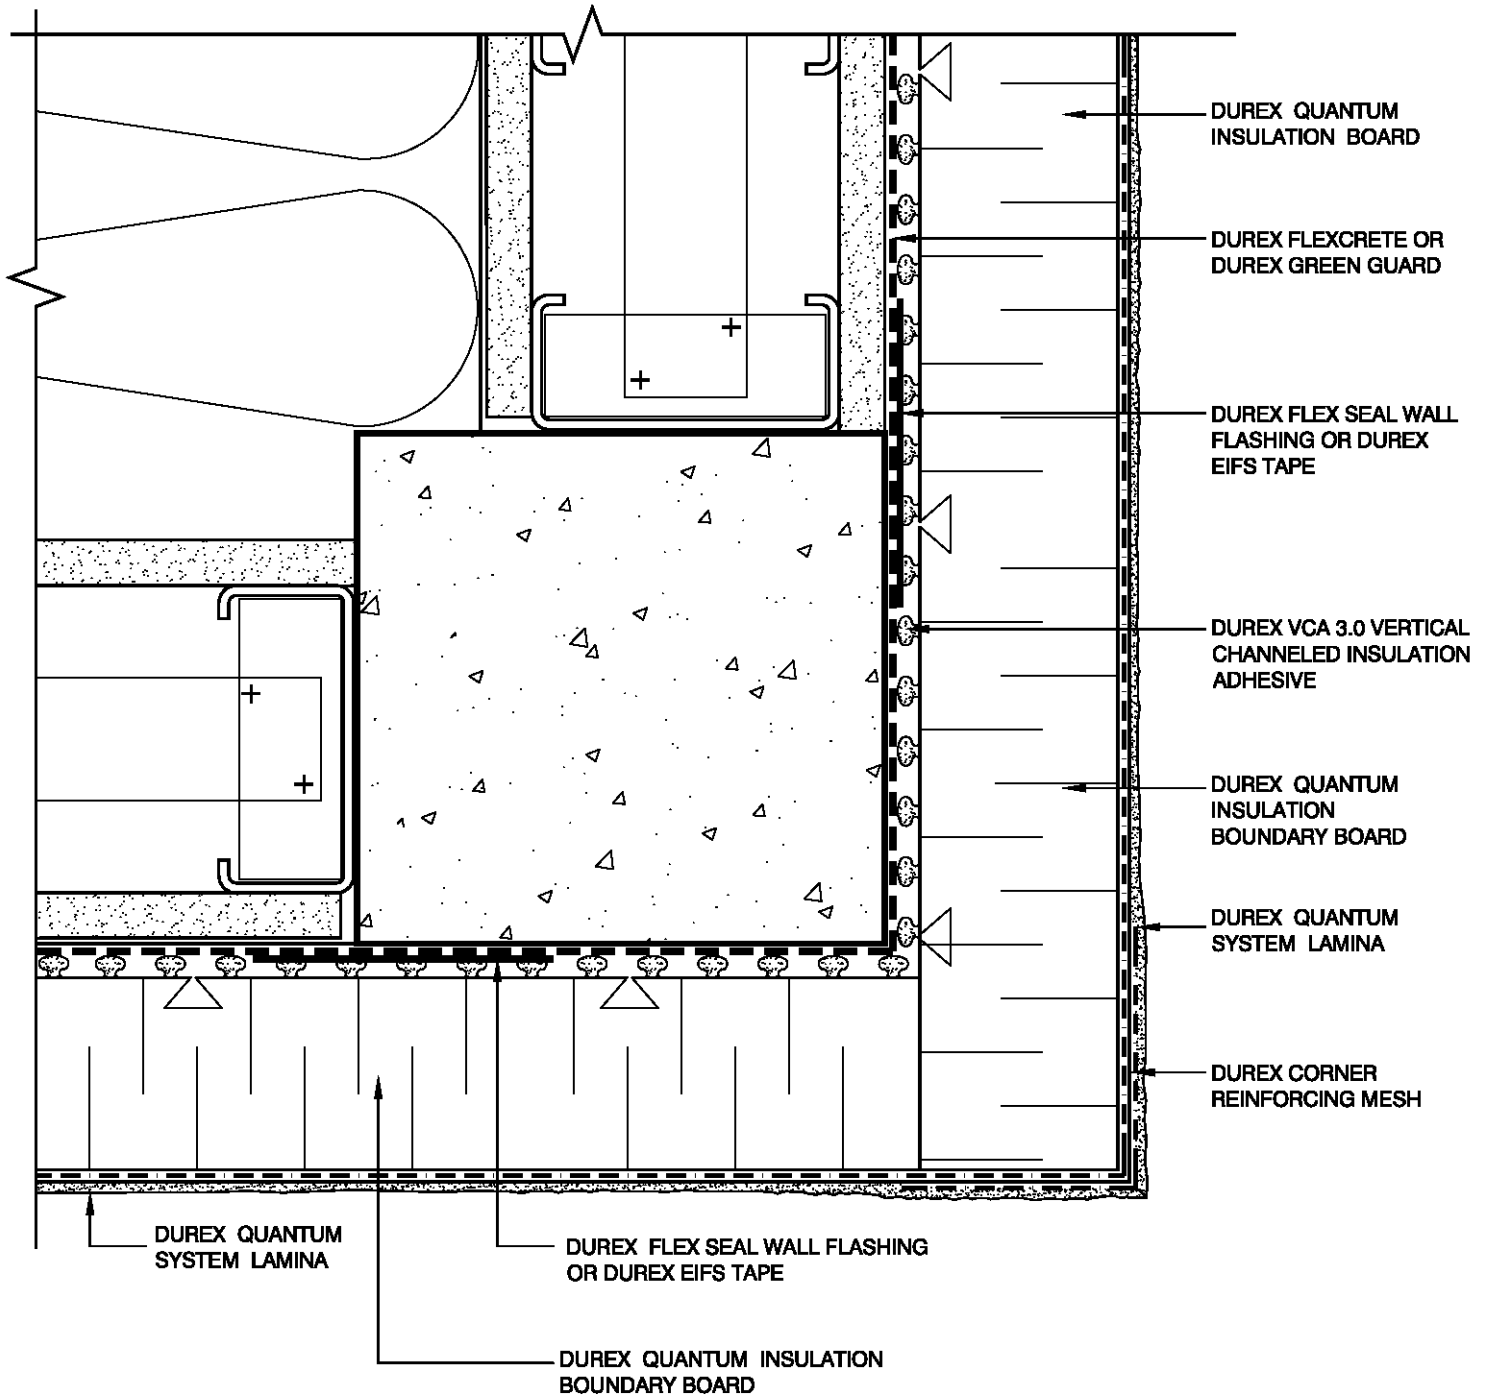 DUREX QUANTUM
INSULATION BOARD
DUREX FLEXCRETE OR
DUREX GREEN GUARD
DUREX FLEX SEAL WALL
FLASHING OR DUREX
EIFS TAPE
DUREX VCA 3.0 VERTICAL
CHANNELED INSULATION
ADHESIVE
DUREX QUANTUM
INSULATION
BOUNDARY BOARD
DUREX QUANTUM
SYSTEM LAMINA
DUREX CORNER
REINFORCING MESH
DUREX QUANTUM
SYSTEM LAMINA
DUREX FLEX SEAL WALL FLASHING
OR DUREX EIFS TAPE
DUREX QUANTUM INSULATION
BOUNDARY BOARD